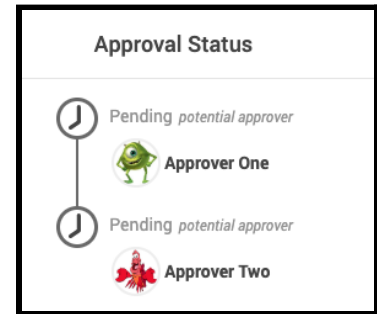 Approval Status
Pending potential approver
Approver One
Pending potential approver
Approver Two